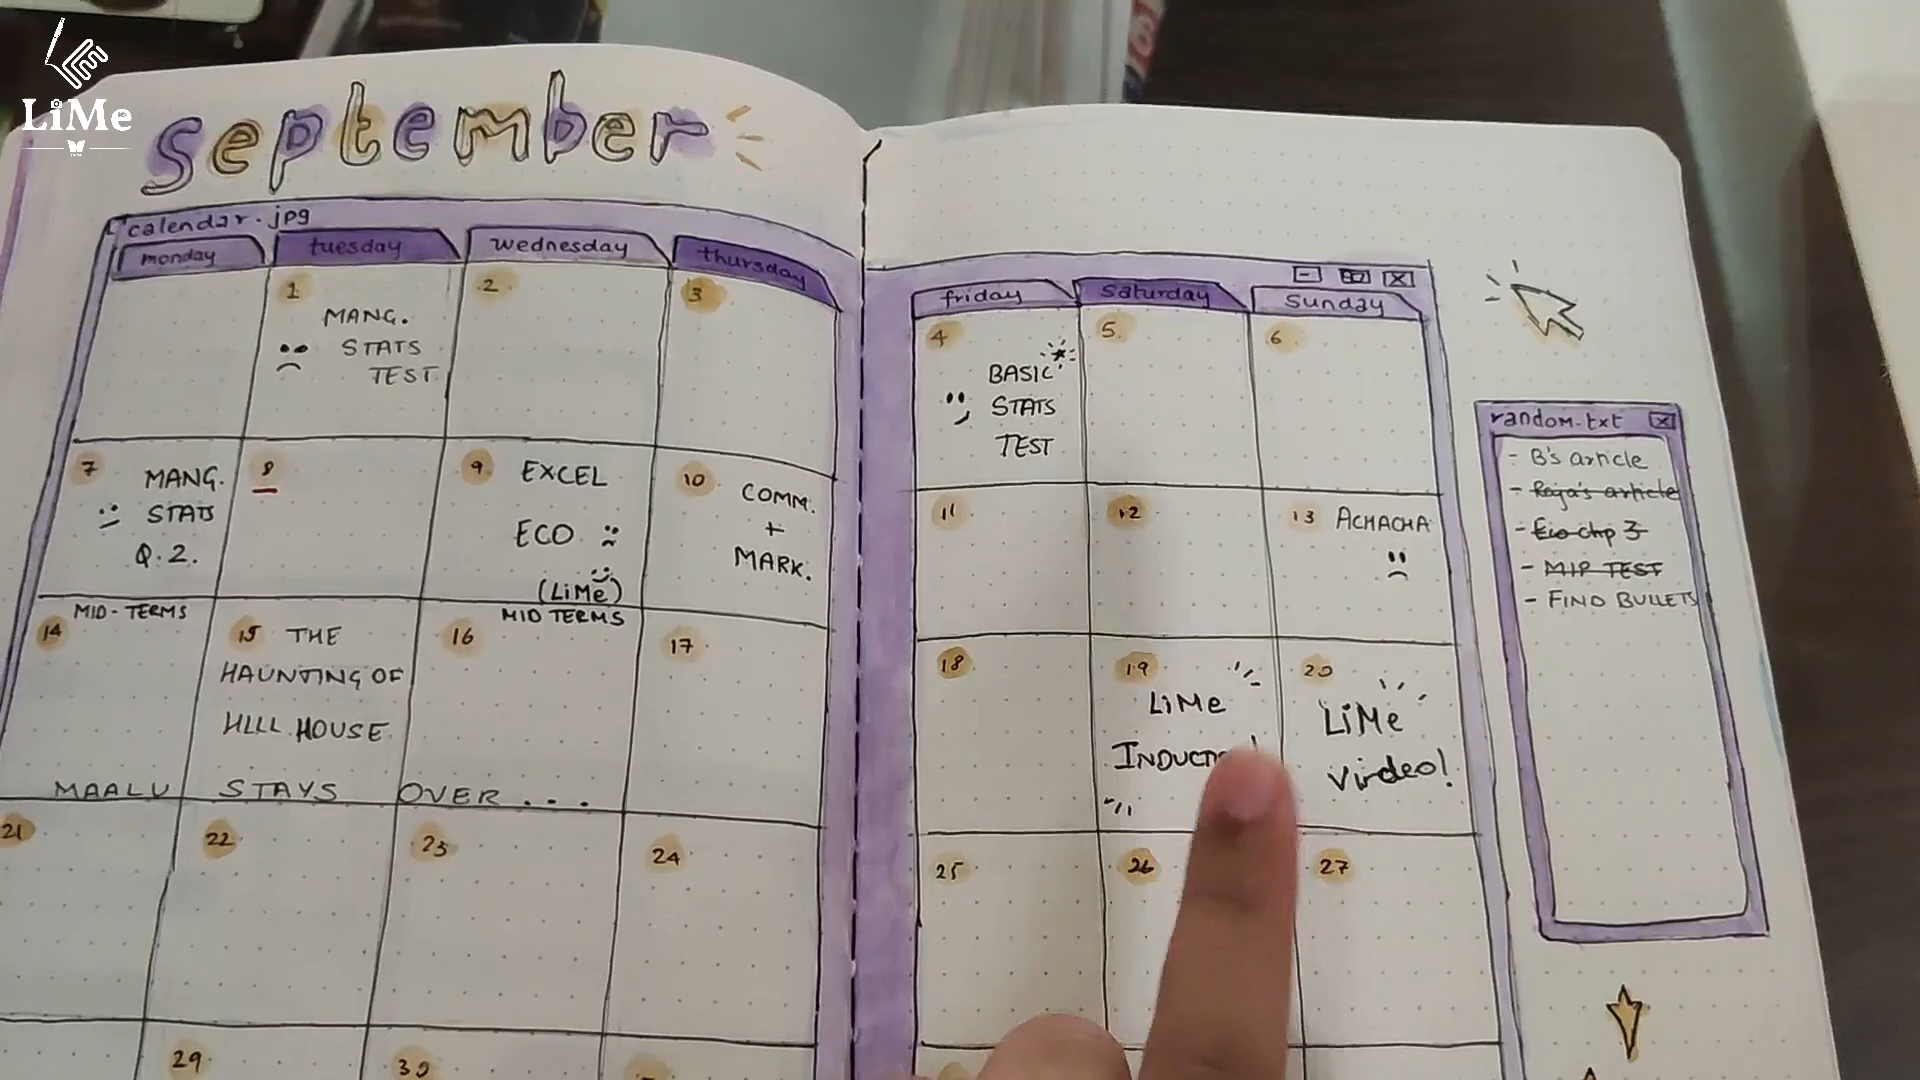 LiMe
september
calendar.jpg
monday
tuesday
wednesday
thursday
friday
saturday
sunday
1
MANG.
STATS
TEST
2
3
4
BASIC
STATS
TEST
5
6
7
MANG.
STATS
Q.2.
8
9
EXCEL
ECO
(LiMe)
10
COMM.
+
MARK.
11
12
13 ACHACHA
MID-TERMS
14
15 THE
HAUNTING OF
HILL HOUSE
MID TERMS
16
17
MAALU STAYS OVER...
18
19
LiMe
20
LiMe
Virdeo!
21
22
23
24
25
26
27
29
30
random.txt
- B's article
- Raja's article
- Eco chp 3
- MIP TEST
- FIND BULLETS